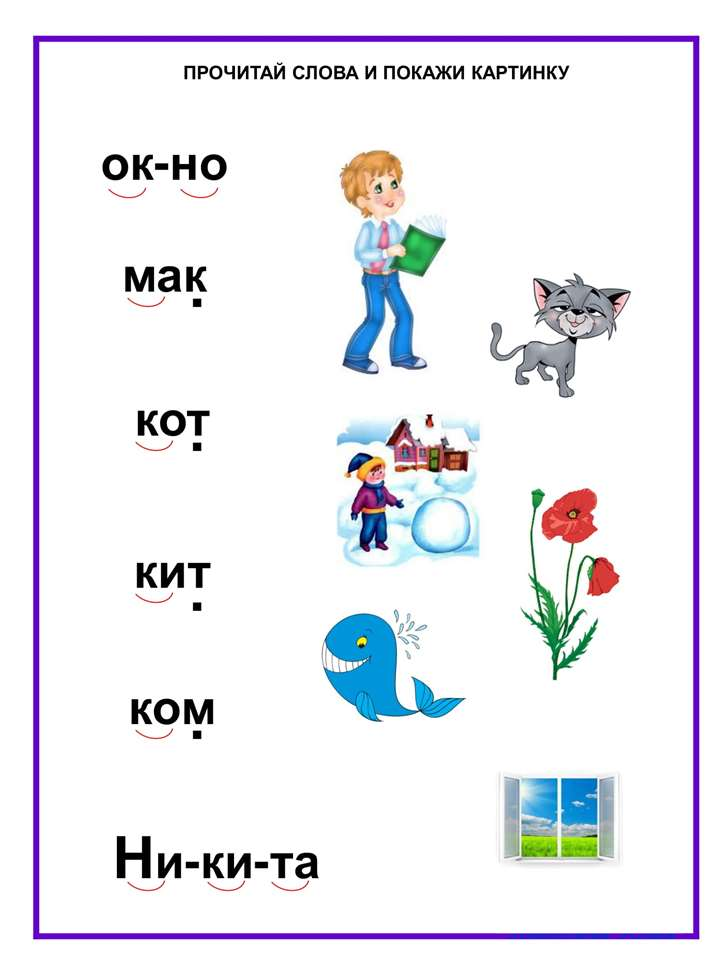 ПРОЧИТАЙ СЛОВА И ПОКАЖИ КАРТИНКУ
ок-но
мак
кот
кит
ком
Ни-ки-та